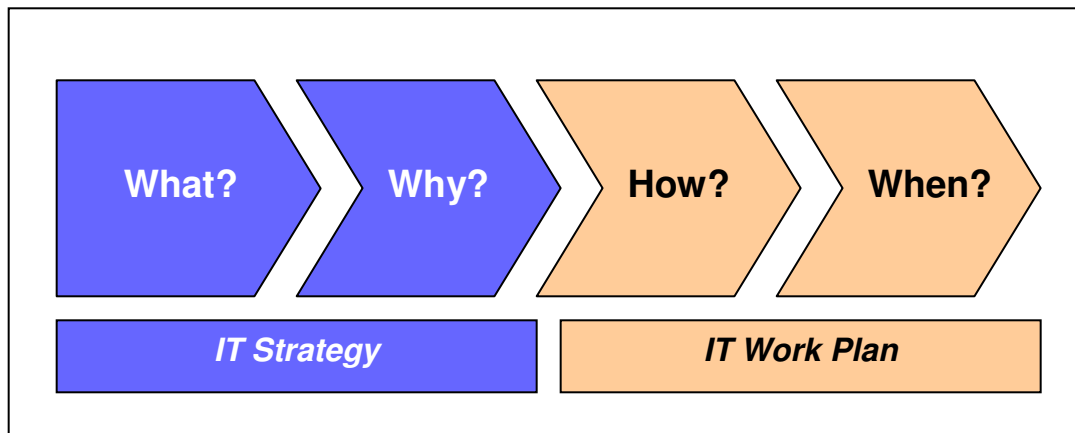 What?
Why?
How?
When?
IT Strategy
IT Work Plan